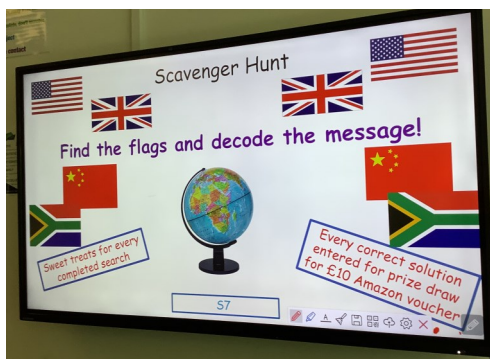 contact
Scavenger Hunt
Find the flags and decode the message!
Sweet treats for every
completed search
Every correct solution
entered for prize draw
for £10 Amazon voucher
S7